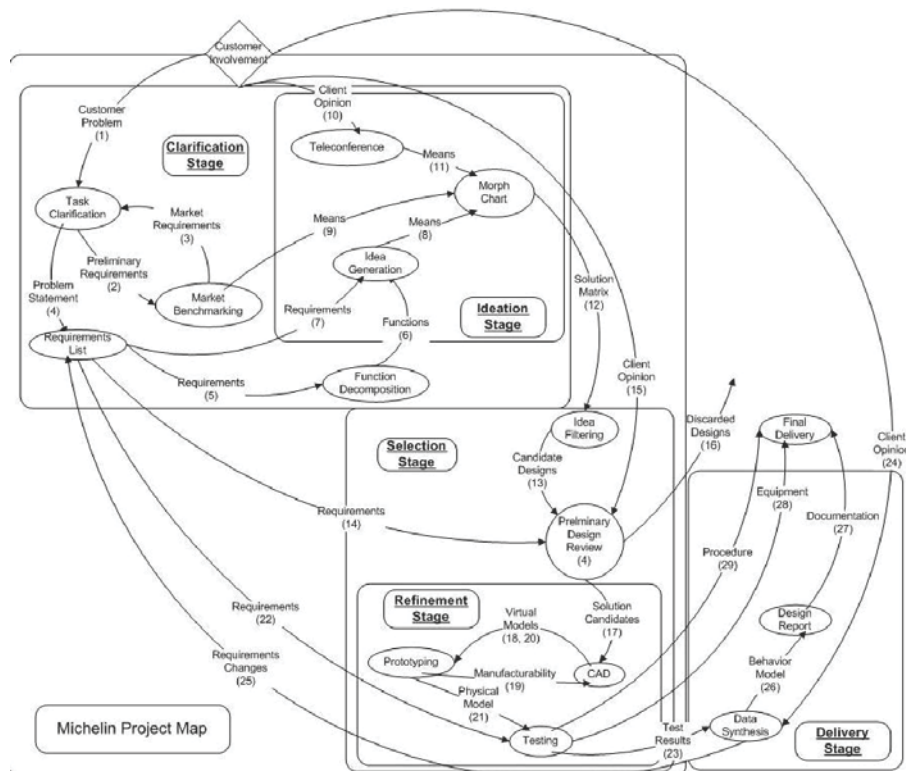 Customer
Involvement
Customer
Problem
(1)
Clarification
Stage
Client
Opinion
(10)
Teleconference
Means
(11)
Morph
Chart
Task
Clarification
Market
Requirements
(3)
Means
(9)
Means
(8)
Preliminary
Requirements
(2)
Idea
Generation
Problem
Statement
(4)
Market
Benchmarking
Requirements
(7)
Functions
(6)
Ideation
Stage
Solution
Matrix
(12)
Requirements
List
Requirements
(5)
Function
Decomposition
Client
Opinion
(15)
Selection
Stage
Idea
Filtering
Discarded
Designs
(16)
Final
Delivery
Client
Opinion
(24)
Candidate
Designs
(13)
Equipment
(28)
Documentation
(27)
Requirements
(14)
Prelminary
Design
Review
(4)
Procedure
(29)
Refinement
Stage
Virtual
Models
(18, 20)
Solution
Candidates
(17)
Design
Report
Requirements
(22)
Requirements
Changes
(25)
Prototyping
Manufacturability
(19)
CAD
Behavior
Model
(26)
Physical
Model
(21)
Michelin Project Map
Testing
Test
Results
(23)
Data
Synthesis
Delivery
Stage